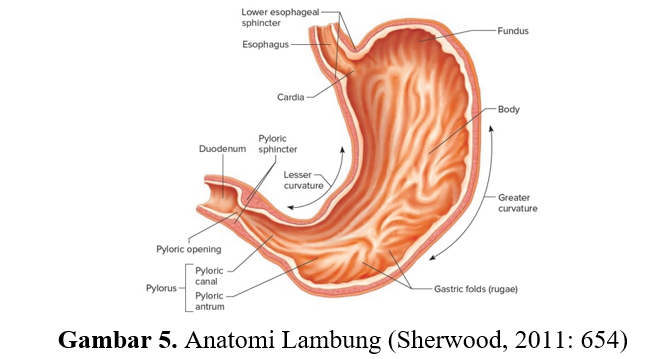 Lower esophageal
sphincter
Esophagus
Fundus
Cardia
Body
Pyloric
sphincter
Duodenum
Lesser
curvature
Greater
curvature
Pyloric opening
Pylorus
Pyloric
canal
Pyloric
antrum
Gastric folds (rugae)
Gambar 5. Anatomi Lambung (Sherwood, 2011: 654)